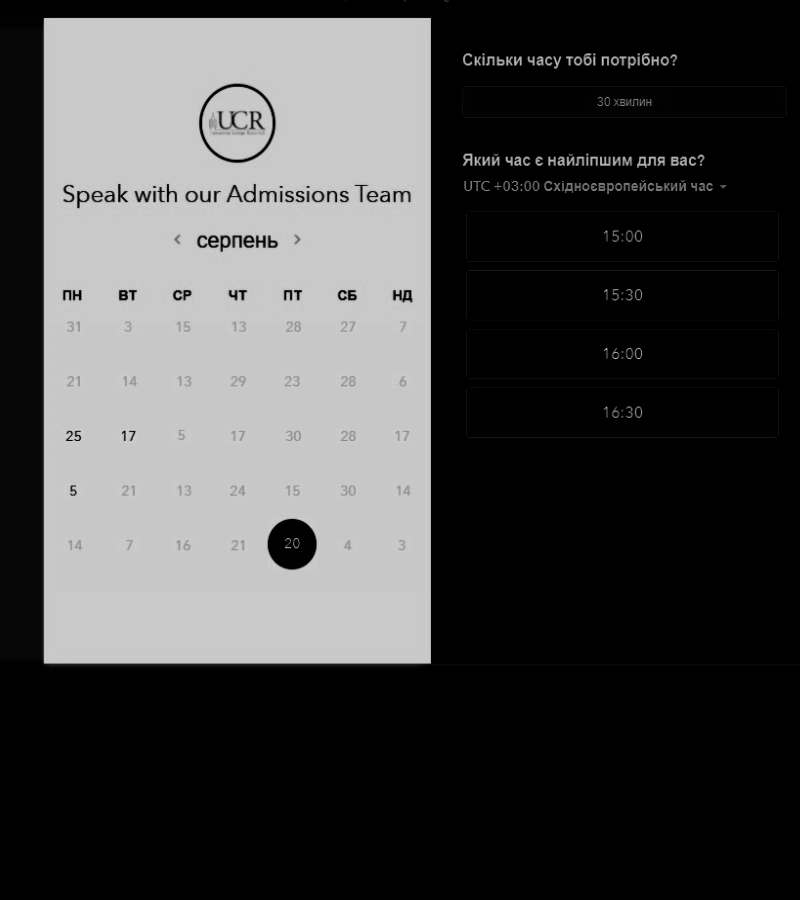 UCR
Speak with our Admissions Team
серпень
ПН ВТ СР ЧТ ПТ СБ НД
31 3 15 13 28 27 7
21 14 13 29 23 28 6
25 17 5 17 30 28 17
5 21 13 24 15 30 14
14 7 16 21 20 4 3
Скільки часу тобі потрібно?
30 хвилин
Який час є найліпшим для вас?
UTC +03:00 Східноєвропейський час
15:00
15:30
16:00
16:30